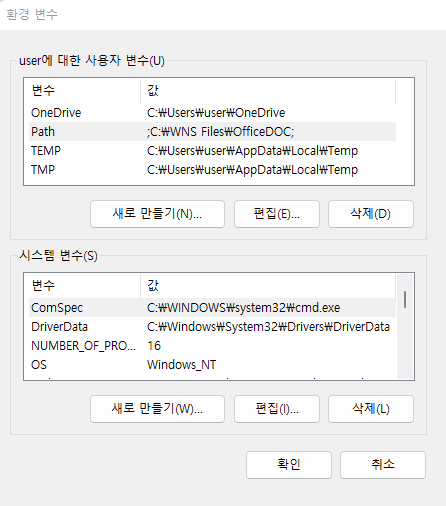 환경 변수
user에 대한 사용자 변수(U)
변수 값
OneDrive C:₩Users₩user₩OneDrive
Path ;C:₩WNS Files₩OfficeDOC;
TEMP C:₩Users₩user₩AppData₩Local₩Temp
TMP C:₩Users₩user₩AppData₩Local₩Temp
새로 만들기(N)... 편집(E)... 삭제(D)
시스템 변수(S)
변수 값
ComSpec C:₩WINDOWS₩system32₩cmd.exe
DriverData C:₩Windows₩System32₩Drivers₩DriverData
NUMBER_OF_PRO... 16
OS Windows_NT
새로 만들기(W)... 편집(I)... 삭제(L)
확인 취소